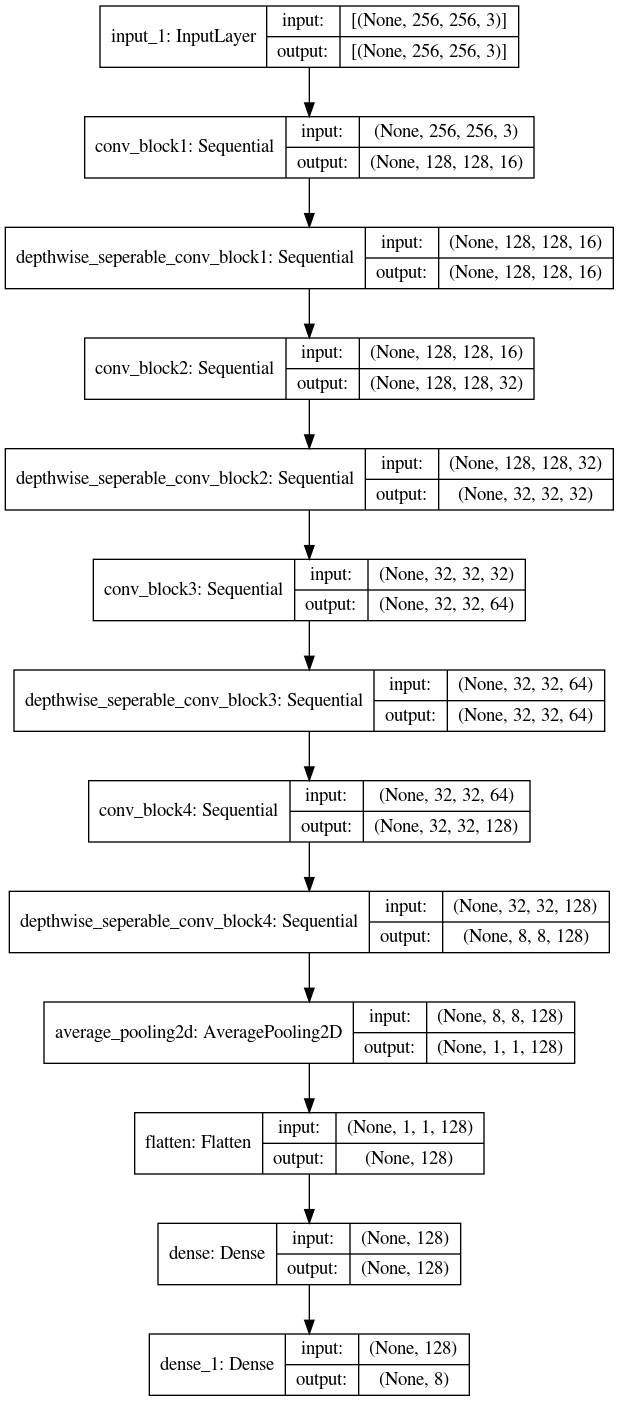 input_1: InputLayer
input:
[(None, 256, 256, 3)]
output:
[(None, 256, 256, 3)]
conv_block1: Sequential
input:
(None, 256, 256, 3)
output:
(None, 128, 128, 16)
depthwise_seperable_conv_block1: Sequential
input:
(None, 128, 128, 16)
output:
(None, 128, 128, 16)
conv_block2: Sequential
input:
(None, 128, 128, 16)
output:
(None, 128, 128, 32)
depthwise_seperable_conv_block2: Sequential
input:
(None, 128, 128, 32)
output:
(None, 32, 32, 32)
conv_block3: Sequential
input:
(None, 32, 32, 32)
output:
(None, 32, 32, 64)
depthwise_seperable_conv_block3: Sequential
input:
(None, 32, 32, 64)
output:
(None, 32, 32, 64)
conv_block4: Sequential
input:
(None, 32, 32, 64)
output:
(None, 32, 32, 128)
depthwise_seperable_conv_block4: Sequential
input:
(None, 32, 32, 128)
output:
(None, 8, 8, 128)
average_pooling2d: AveragePooling2D
input:
(None, 8, 8, 128)
output:
(None, 1, 1, 128)
flatten: Flatten
input:
(None, 1, 1, 128)
output:
(None, 128)
dense: Dense
input:
(None, 128)
output:
(None, 128)
dense_1: Dense
input:
(None, 128)
output:
(None, 8)